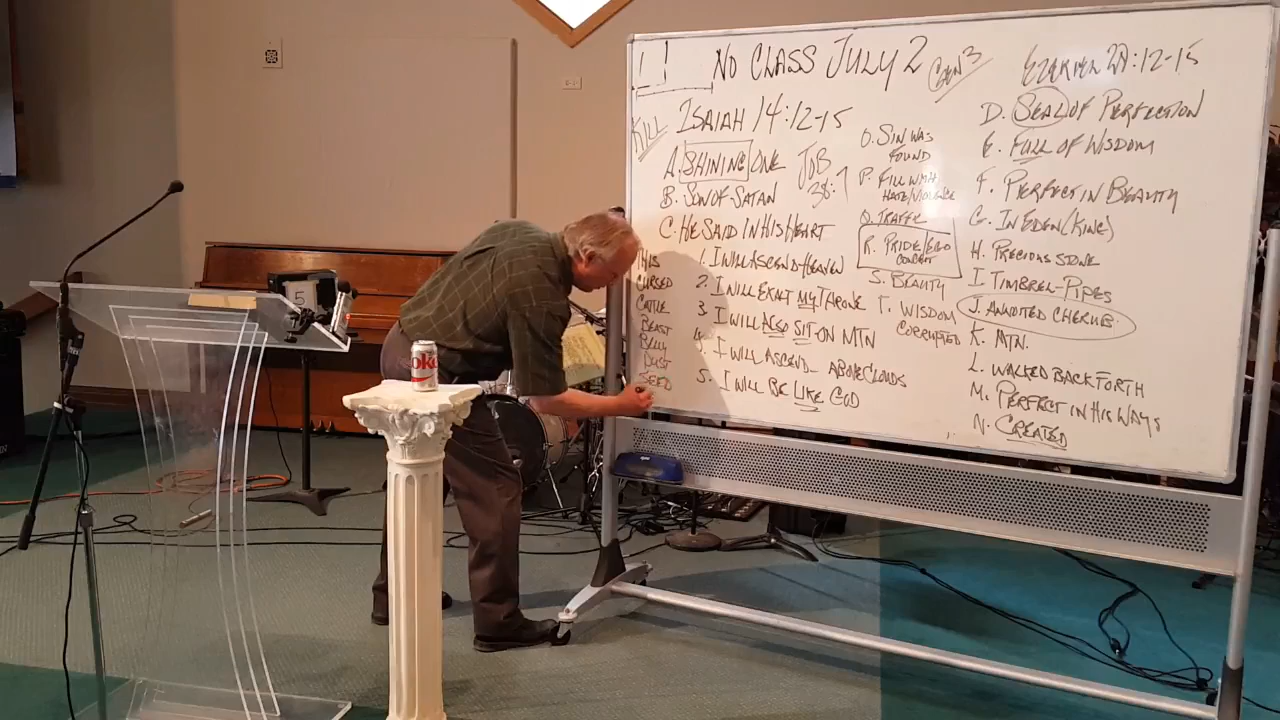 ! !
NO CLASS JULY 2
GEN 3
EZEKIEL 28:12-15
KILL
ISAIAH 14:12-15
A. SHINING ONE
JOB 38:7
B. SON OF SATAN
C. HE SAID IN HIS HEART
1. I WILL ASCEND HEAVEN
2. I WILL EXALT MY THRONE
3. I WILL ALSO SIT-ON MTN
4. I WILL ASCEND - ABOVE CLOUDS
5. I WILL BE LIKE GOD
HIS
CURSED
CATTLE
BEAST
BELLY
DUST
SEED
O. SIN WAS
FOUND
P. FILL WITH
HATE/VIOLENCE
Q. TRAFFIC
R. PRIDE/EGO
CONCEIT
S. BEAUTY
T. WISDOM
CORRUPTED
D. SEAL OF PERFECTION
E. FULL OF WISDOM
F. PERFECT IN BEAUTY
G. IN EDEN (KING)
H. PRECIOUS STONE
I TIMBREL-PIPES
J. ANNOINTED CHERUB.
K. MTN.
L. WALKED BACK FORTH
M. PERFECT IN HIS WAYS
N. CREATED
5
Coke